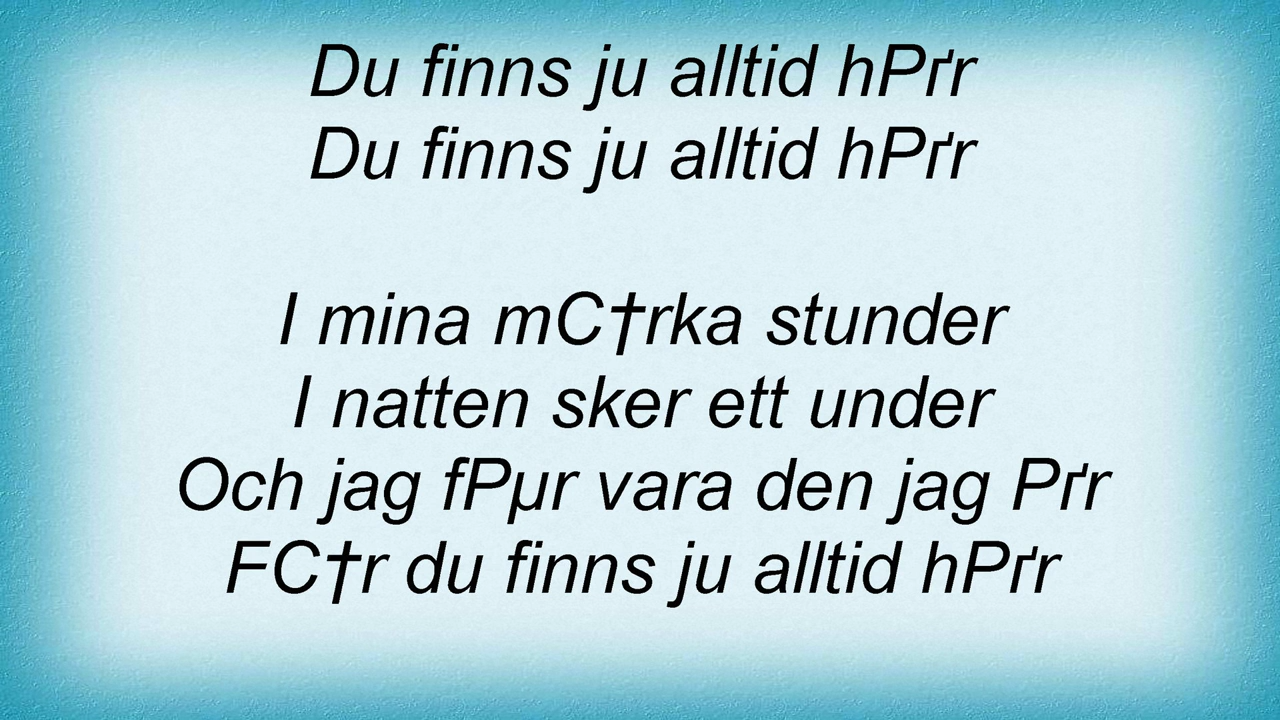 Du finns ju alltid hPґr
Du finns ju alltid hPґr
I mina mC†rka stunder
I natten sker ett under
Och jag fPµr vara den jag Pґr
FC†r du finns ju alltid hPґr